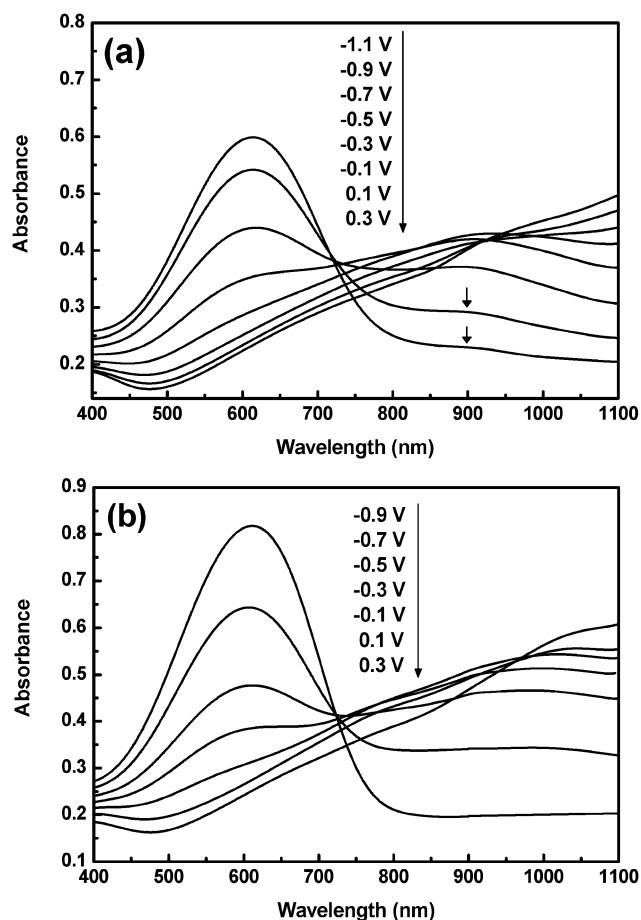 (a)
0.8
0.7
0.6
0.5
0.4
0.3
0.2
Absorbance
-1.1 V
-0.9 V
-0.7 V
-0.5 V
-0.3 V
-0.1 V
0.1 V
0.3 V
400 500 600 700 800 900 1000 1100
Wavelength (nm)
(b)
0.9
0.8
0.7
0.6
0.5
0.4
0.3
0.2
0.1
Absorbance
-0.9 V
-0.7 V
-0.5 V
-0.3 V
-0.1 V
0.1 V
0.3 V
400 500 600 700 800 900 1000 1100
Wavelength (nm)